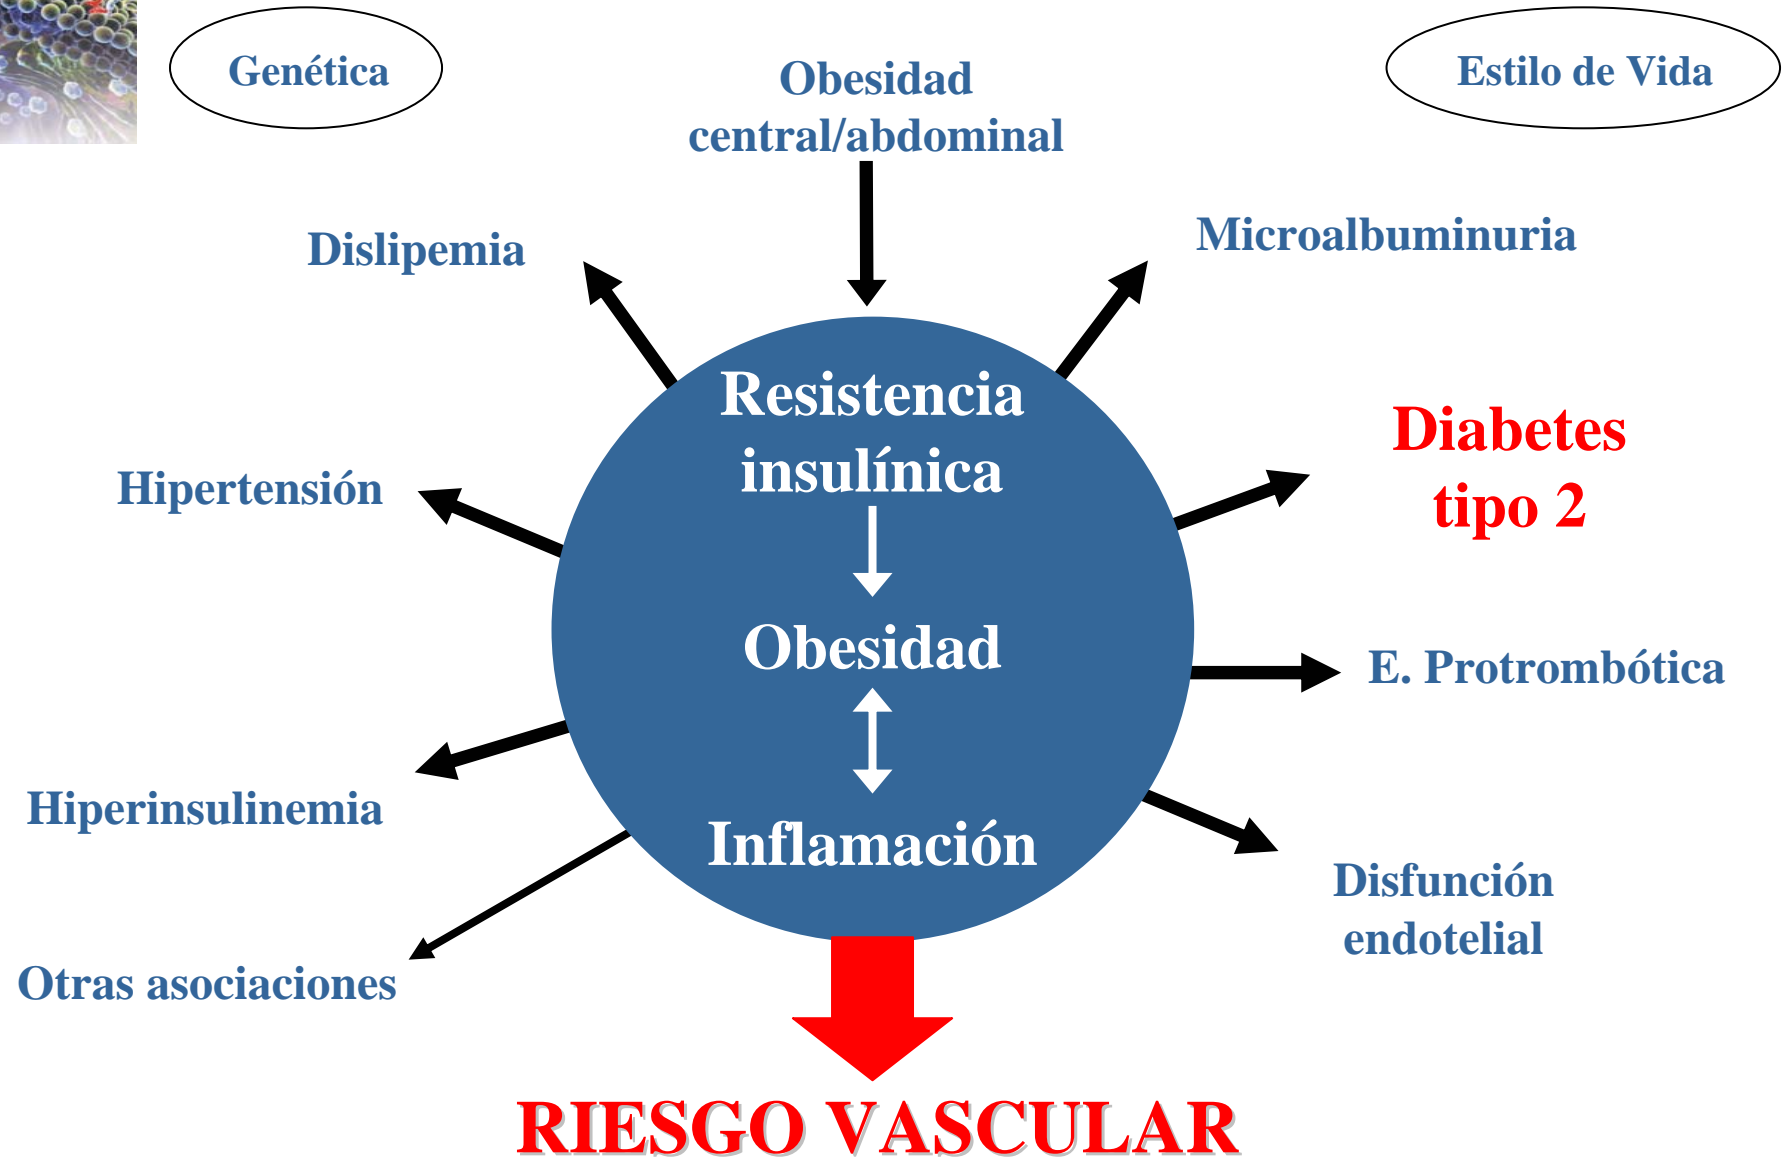 Genética
Estilo de Vida
Obesidad
central/abdominal
Dislipemia
Microalbuminuria
Resistencia
insulínica
Diabetes
tipo 2
Hipertensión
Obesidad
E. Protrombótica
Hiperinsulinemia
Inflamación
Disfunción
endotelial
Otras asociaciones
RIESGO VASCULAR